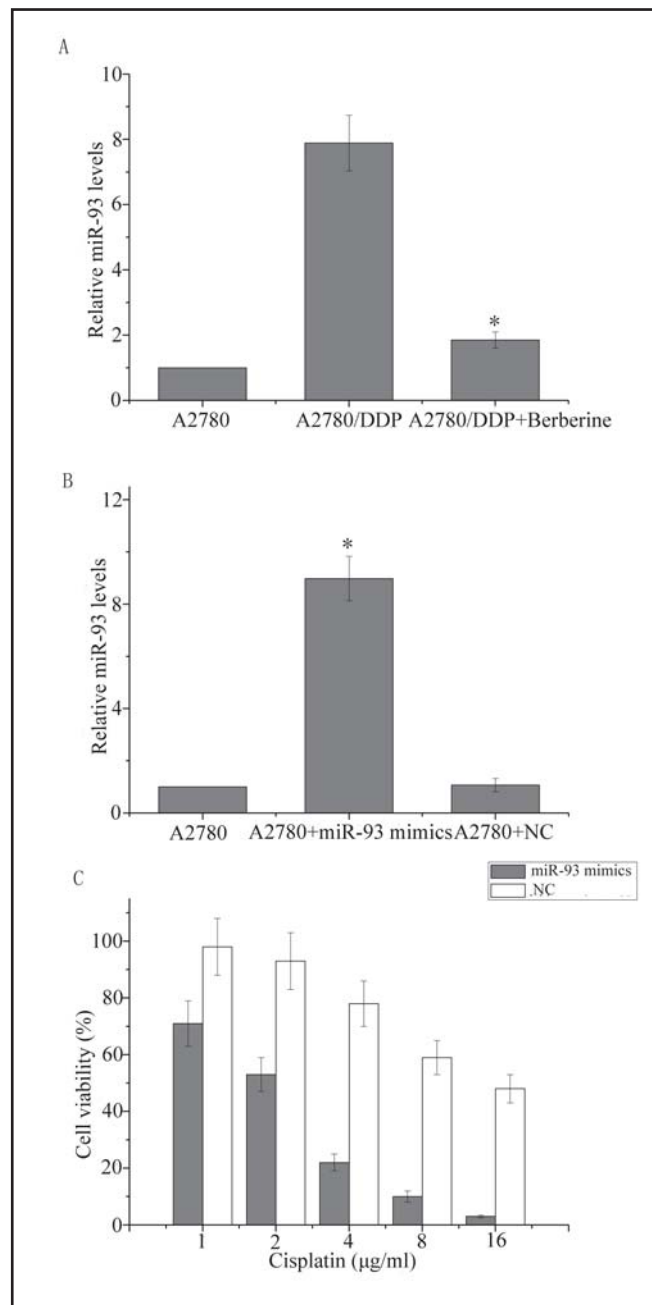 A
10
8
6
4
2
0
Relative miR-93 levels
*
A2780 A2780/DDP A2780/DDP+Berberine
B
12
8
4
0
Relative miR-93 levels
*
A2780 A2780+miR-93 mimics A2780+NC
C
miR-93 mimics
NC
100
80
60
40
20
0
Cell viability (%)
1 2 4 8 16
Cisplatin (μg/ml)